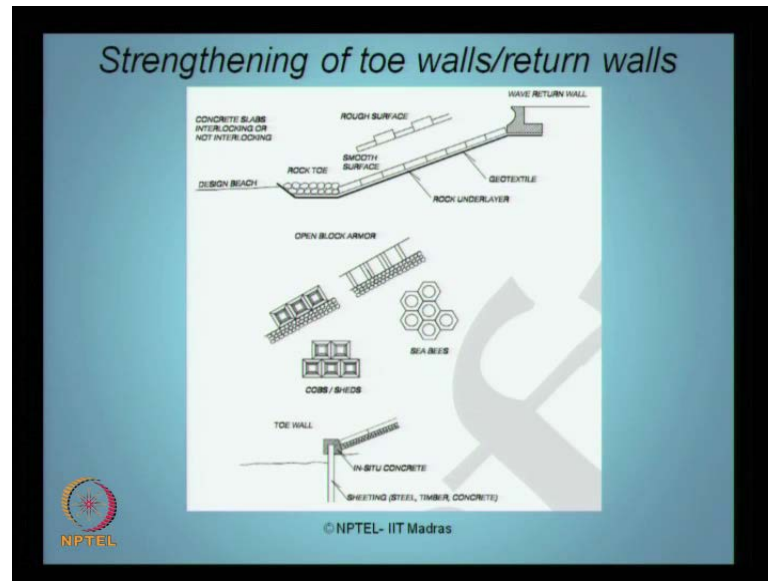 Strengthening of toe walls/return walls
WAVE RETURN WALL
CONCRETE SLABS
INTERLOCKING OR
NOT INTERLOCKING
ROUGH SURFACE
SMOOTH
SURFACE
ROCK TOE
DESIGN BEACH
GEOTEXTILE
ROCK UNDERLAYER
OPEN BLOCK ARMOR
SEA BEES
COBS / SHEDS
TOE WALL
IN-SITU CONCRETE
SHEETING (STEEL, TIMBER, CONCRETE)
NPTEL
©NPTEL- IIT Madras